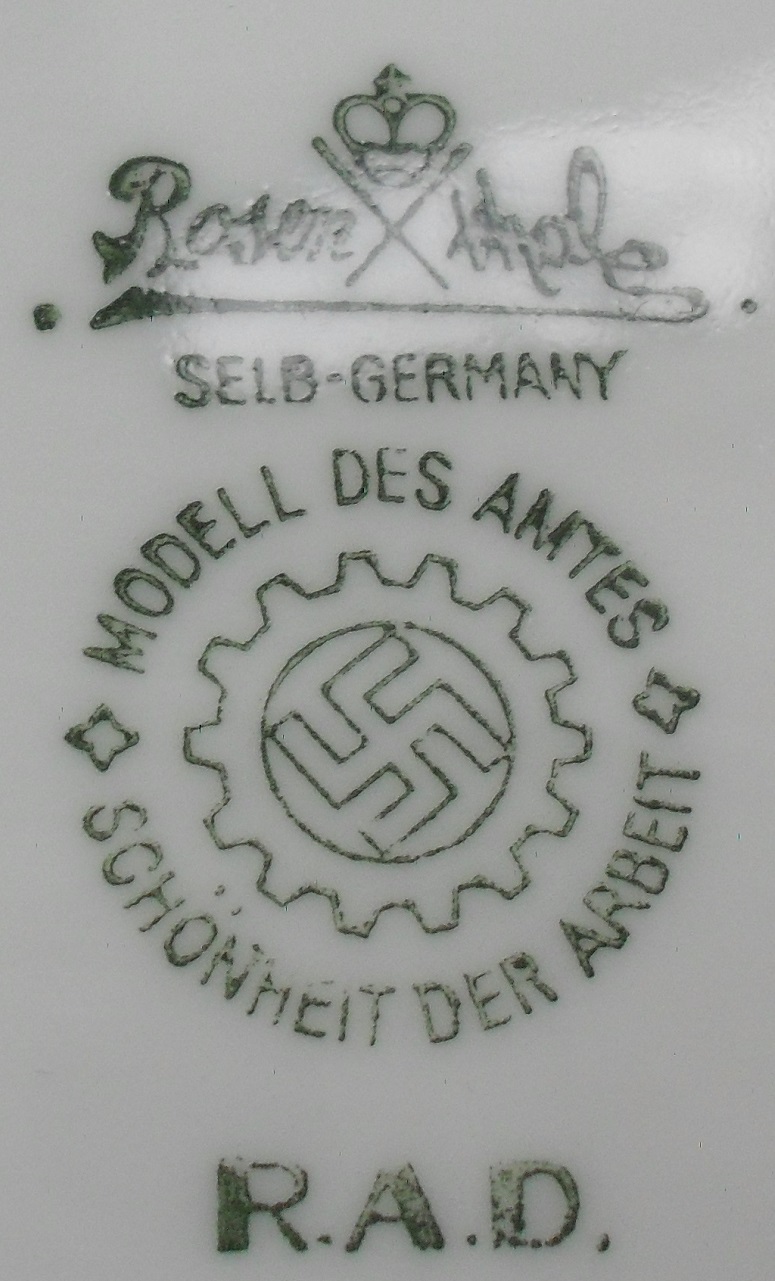 Rosenthal
SELB-GERMANY
MODELL DES AMTES
SCHÖNHEIT DER ARBEIT
R.A.D.